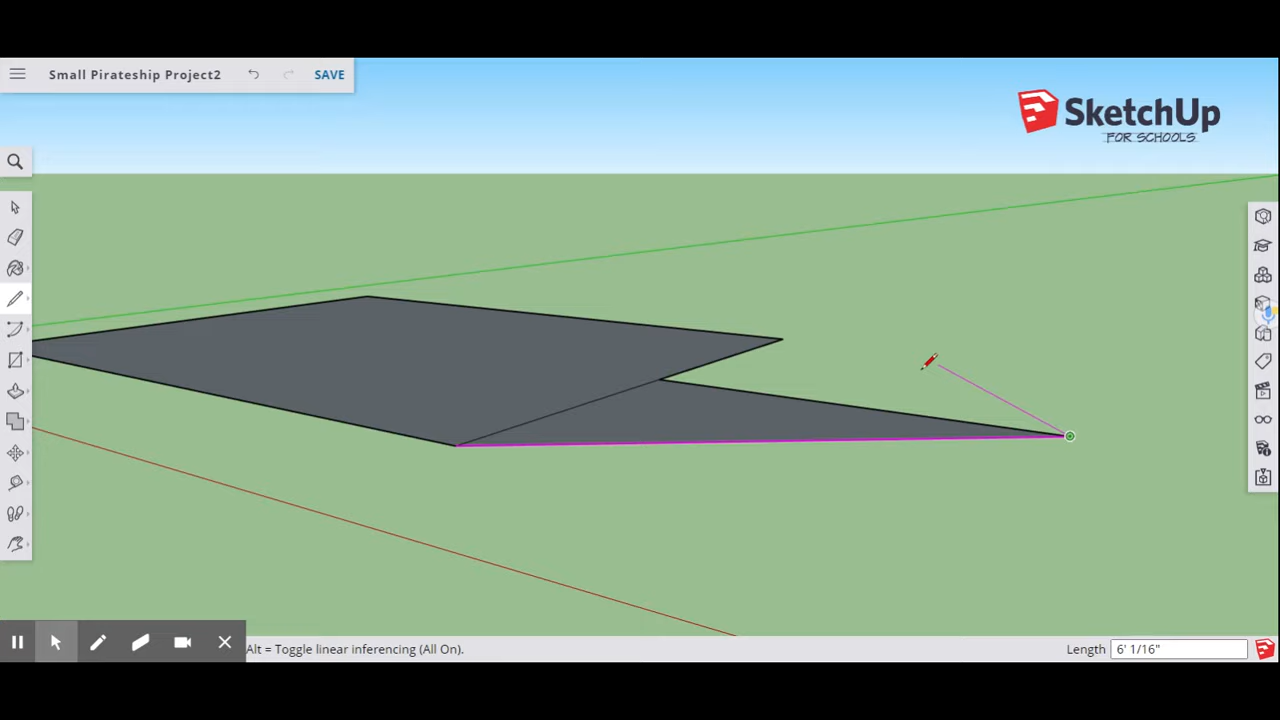 Small Pirateship Project2
SAVE
SketchUp
FOR SCHOOLS
Alt = Toggle linear inferencing (All On).
Length
6' 1/16"